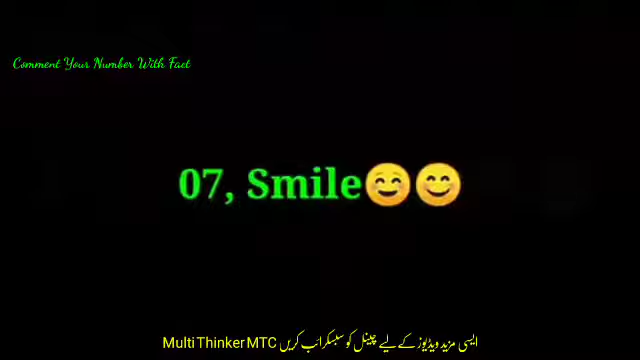 Comment Your Number With Fact
07, Smile😊😊
ایسی مزید ویڈیوز کے لیے چینل کو سبسکرائب کریں Multi Thinker MTC